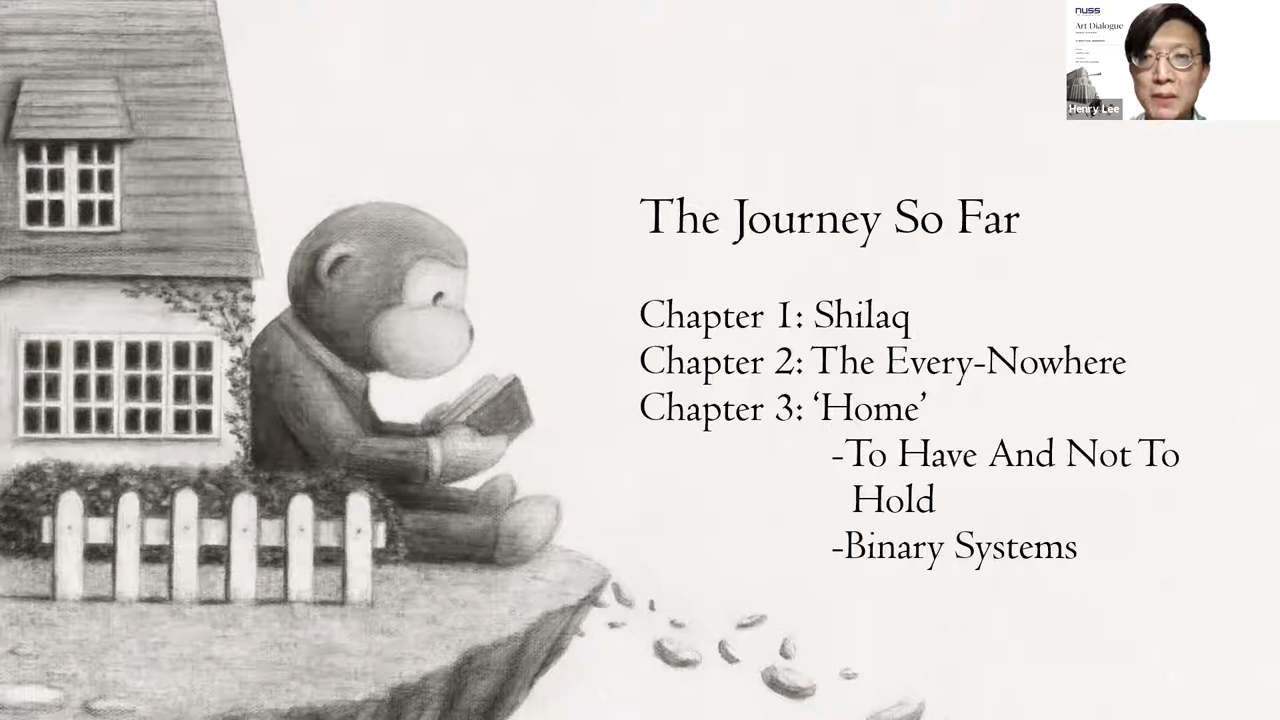 nuss
Art Dialogue
Henry Lee
The Journey So Far
Chapter 1: Shilaq
Chapter 2: The Every-Nowhere
Chapter 3: ‘Home’
-To Have And Not To
Hold
-Binary Systems